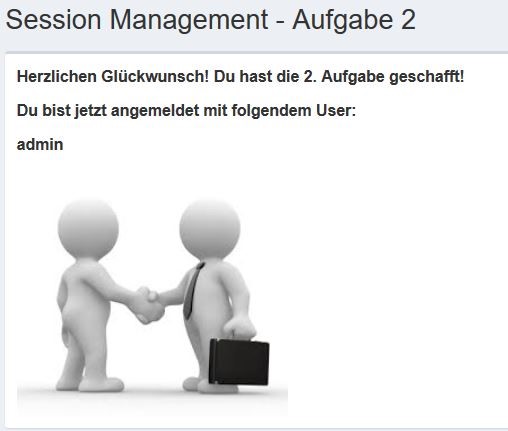 Session Management - Aufgabe 2
Herzlichen Glückwunsch! Du hast die 2. Aufgabe geschafft!
Du bist jetzt angemeldet mit folgendem User:
admin